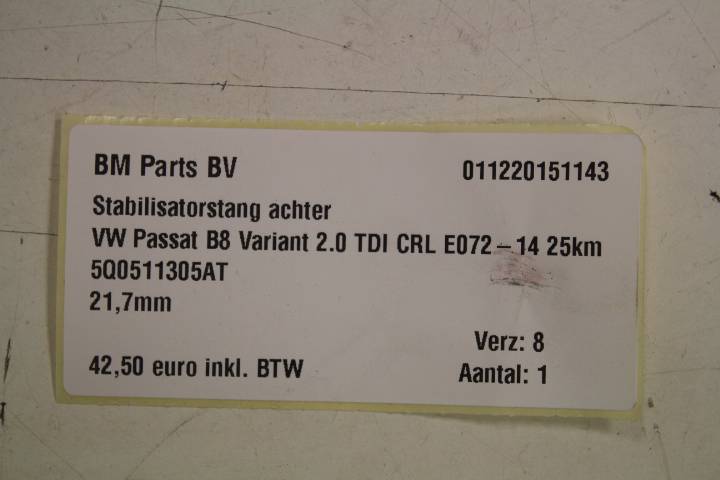 BM Parts BV 011220151143
Stabilisatorstang achter
VW Passat B8 Variant 2.0 TDI CRL E072 – 14 25km
5Q0511305AT
21,7mm
Verz: 8
42,50 euro inkl. BTW Aantal: 1